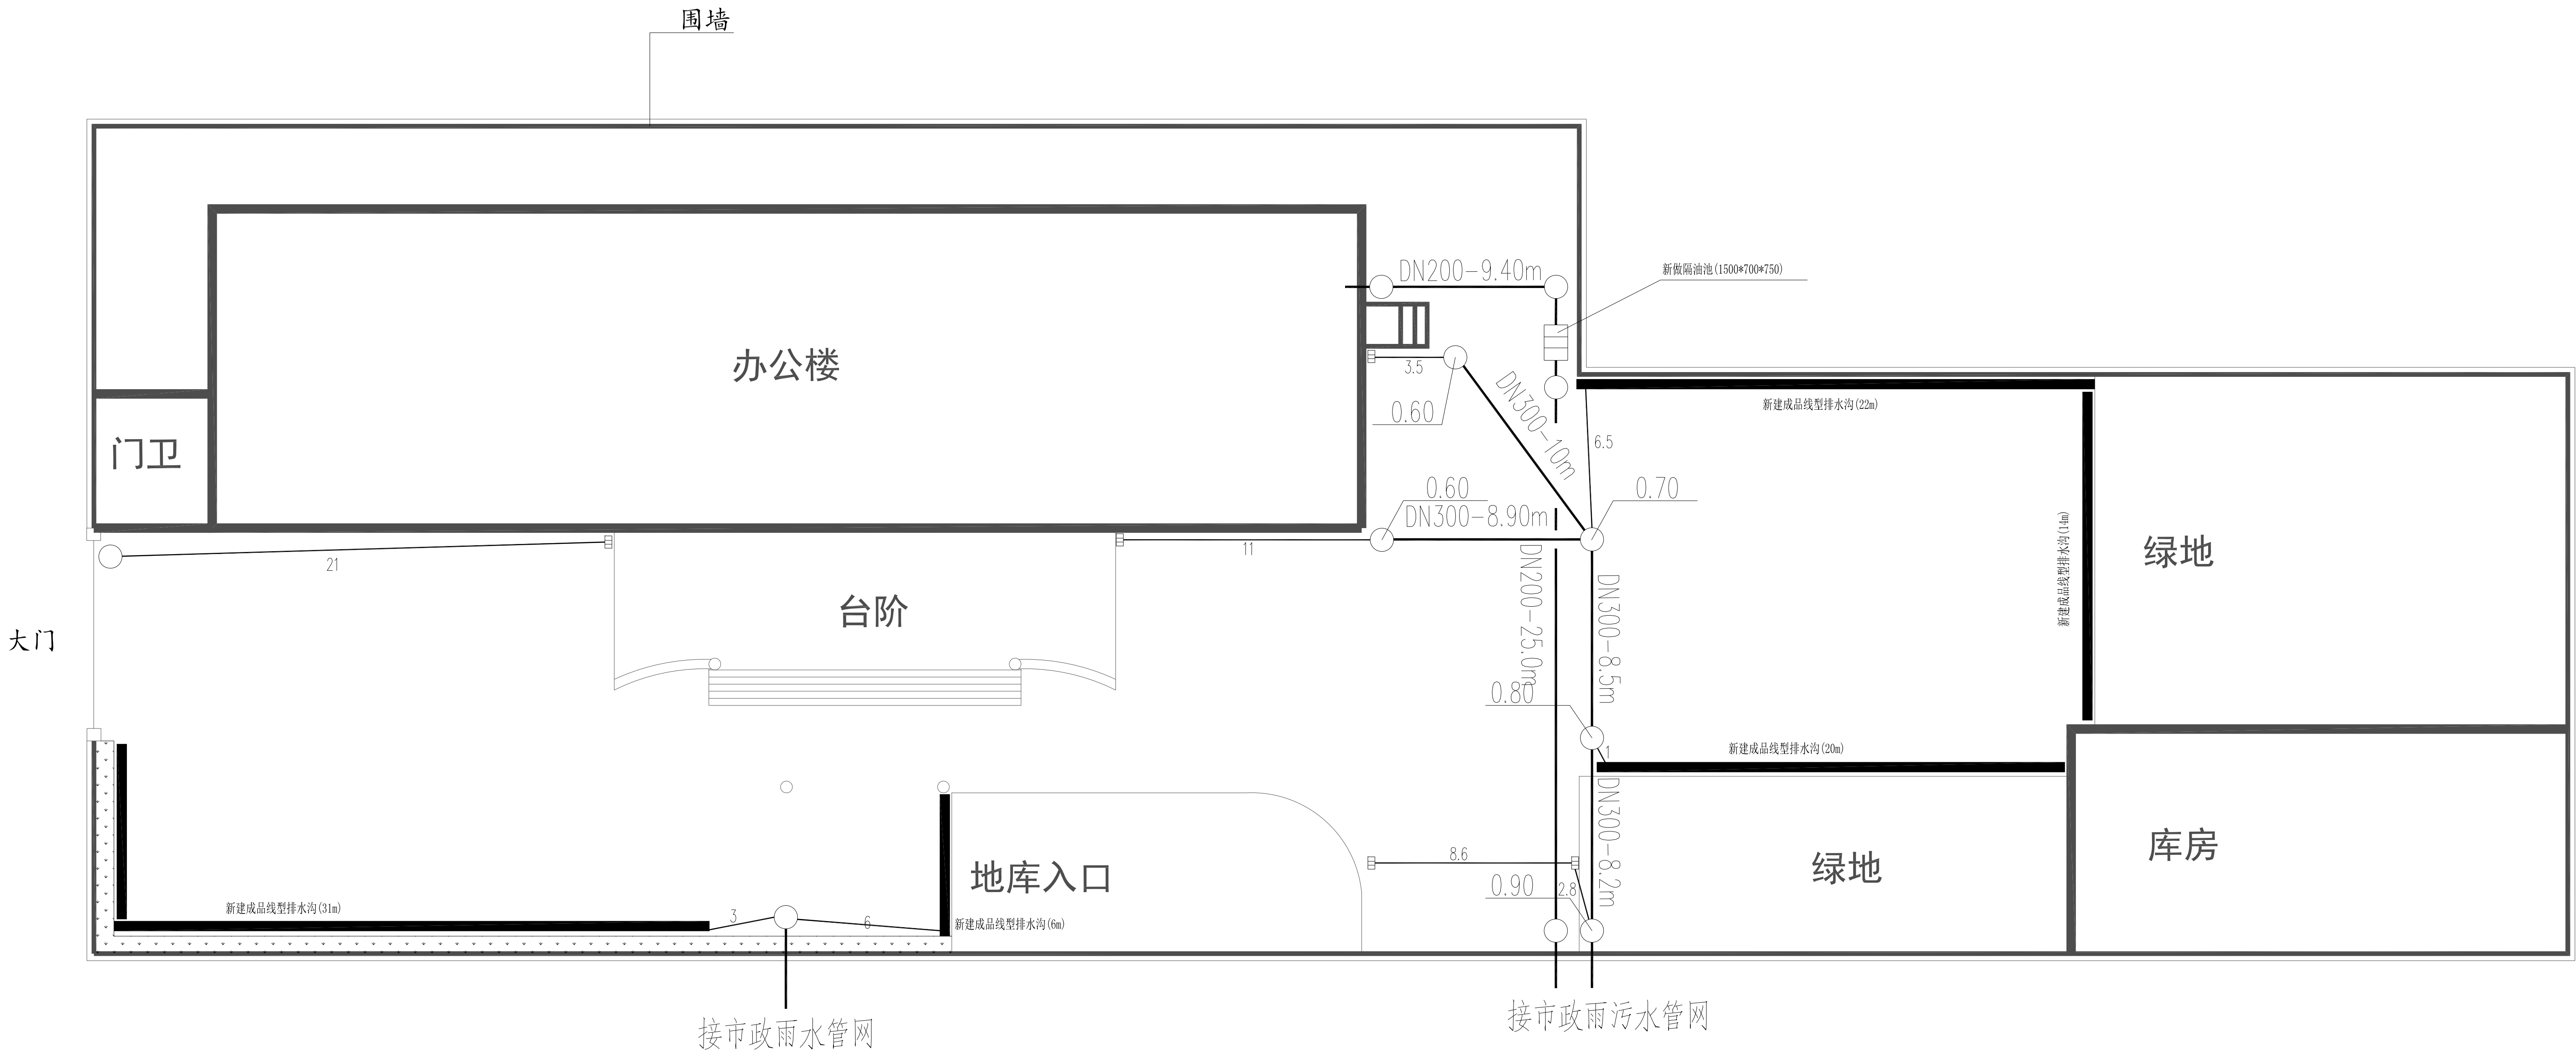 围墙
DN200-9.40m
新做隔油池(1500*700*750)
办公楼
3.5
0.60
DN300-10m
新建成品线型排水沟(22m)
6.5
门卫
0.60
DN300-8.90m
0.70
21
11
新建成品线型排水沟(14m)
绿地
DN200-25.0m
DN300-8.5m
台阶
大门
0.80
1
新建成品线型排水沟(20m)
DN300-8.2m
8.6
地库入口
0.90
2.8
绿地
库房
新建成品线型排水沟(31m)
3
6
新建成品线型排水沟(6m)
接市政雨水管网
接市政雨污水管网